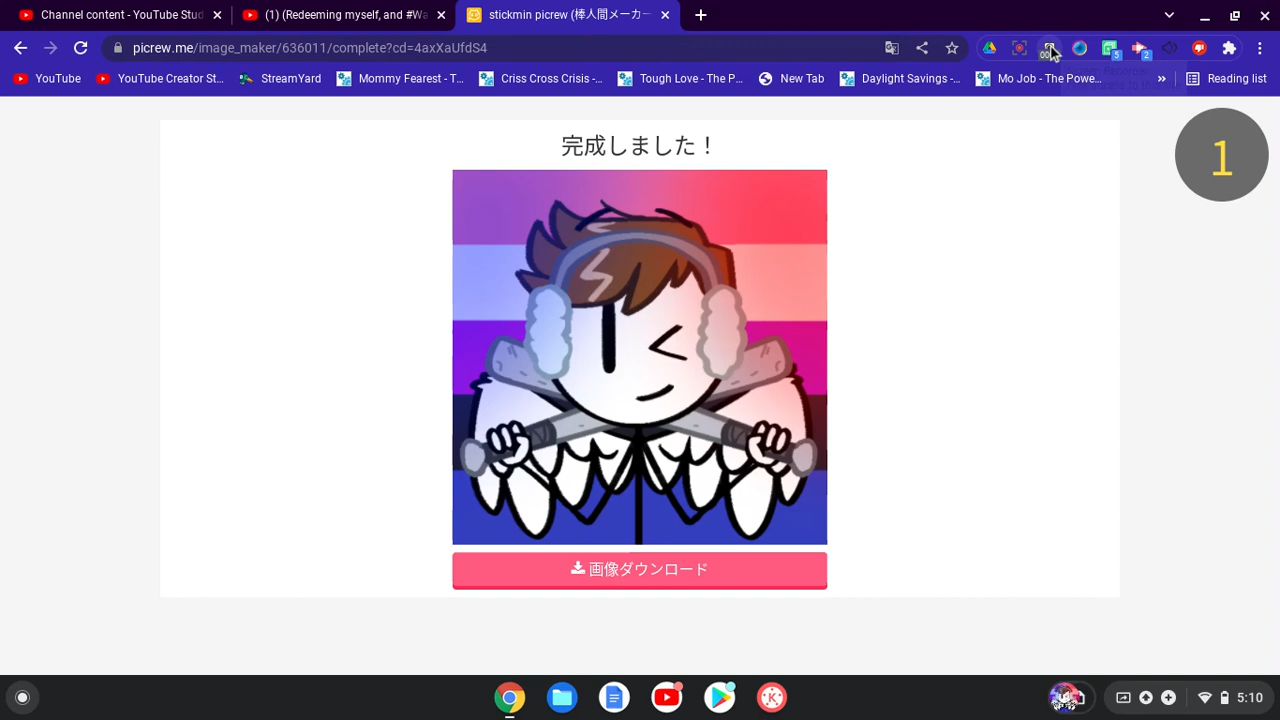 Channel content - YouTube Stud
(1) (Redeeming myself, and #Wa
stickmin picrew (棒人間メーカー
picrew.me/image_maker/636011/complete?cd=4axXaUfdS4
00
5
2
YouTube
YouTube Creator St...
StreamYard
Mommy Fearest - T...
Criss Cross Crisis -...
Tough Love - The P...
New Tab
Daylight Savings -...
Mo Job - The Powe...
»
Reading list
完成しました！
1
画像ダウンロード
K
5:10